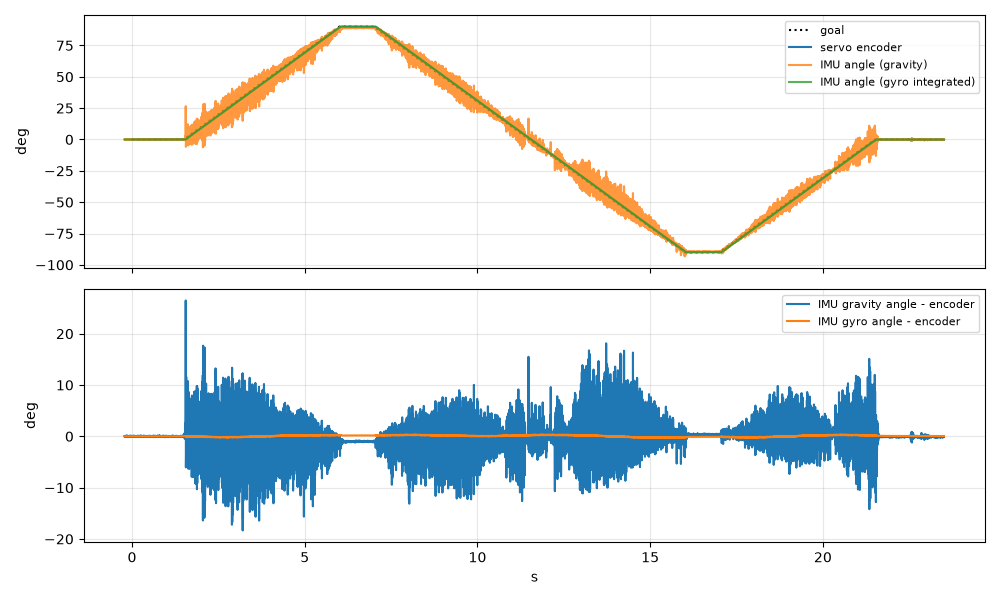 deg
75
50
25
0
−25
−50
−75
−100
goal
servo encoder
IMU angle (gravity)
IMU angle (gyro integrated)
deg
20
10
0
−10
−20
IMU gravity angle - encoder
IMU gyro angle - encoder
0
5
10
15
20
s